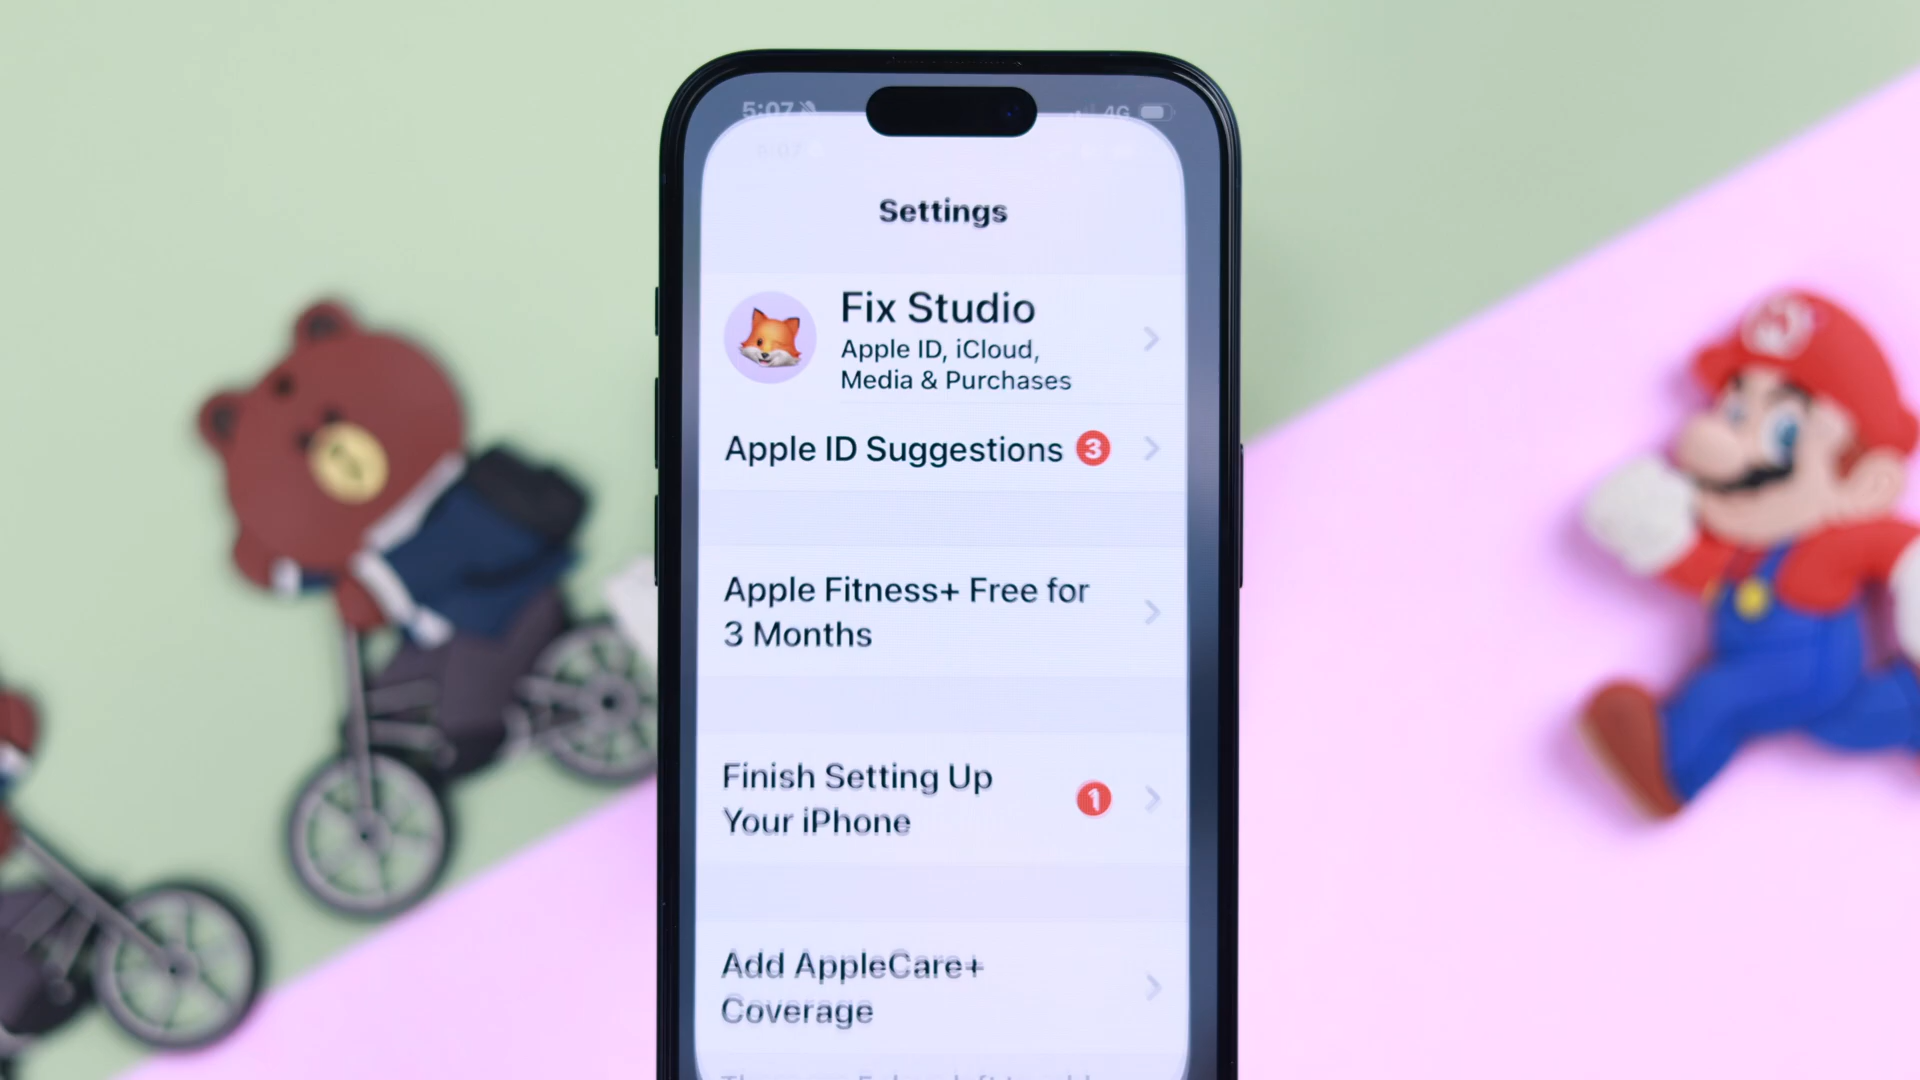 5:07
4G
Settings
Fix Studio
Apple ID, iCloud,
Media & Purchases
Apple ID Suggestions 3
Apple Fitness+ Free for
3 Months
Finish Setting Up
Your iPhone
1
Add AppleCare+
Coverage